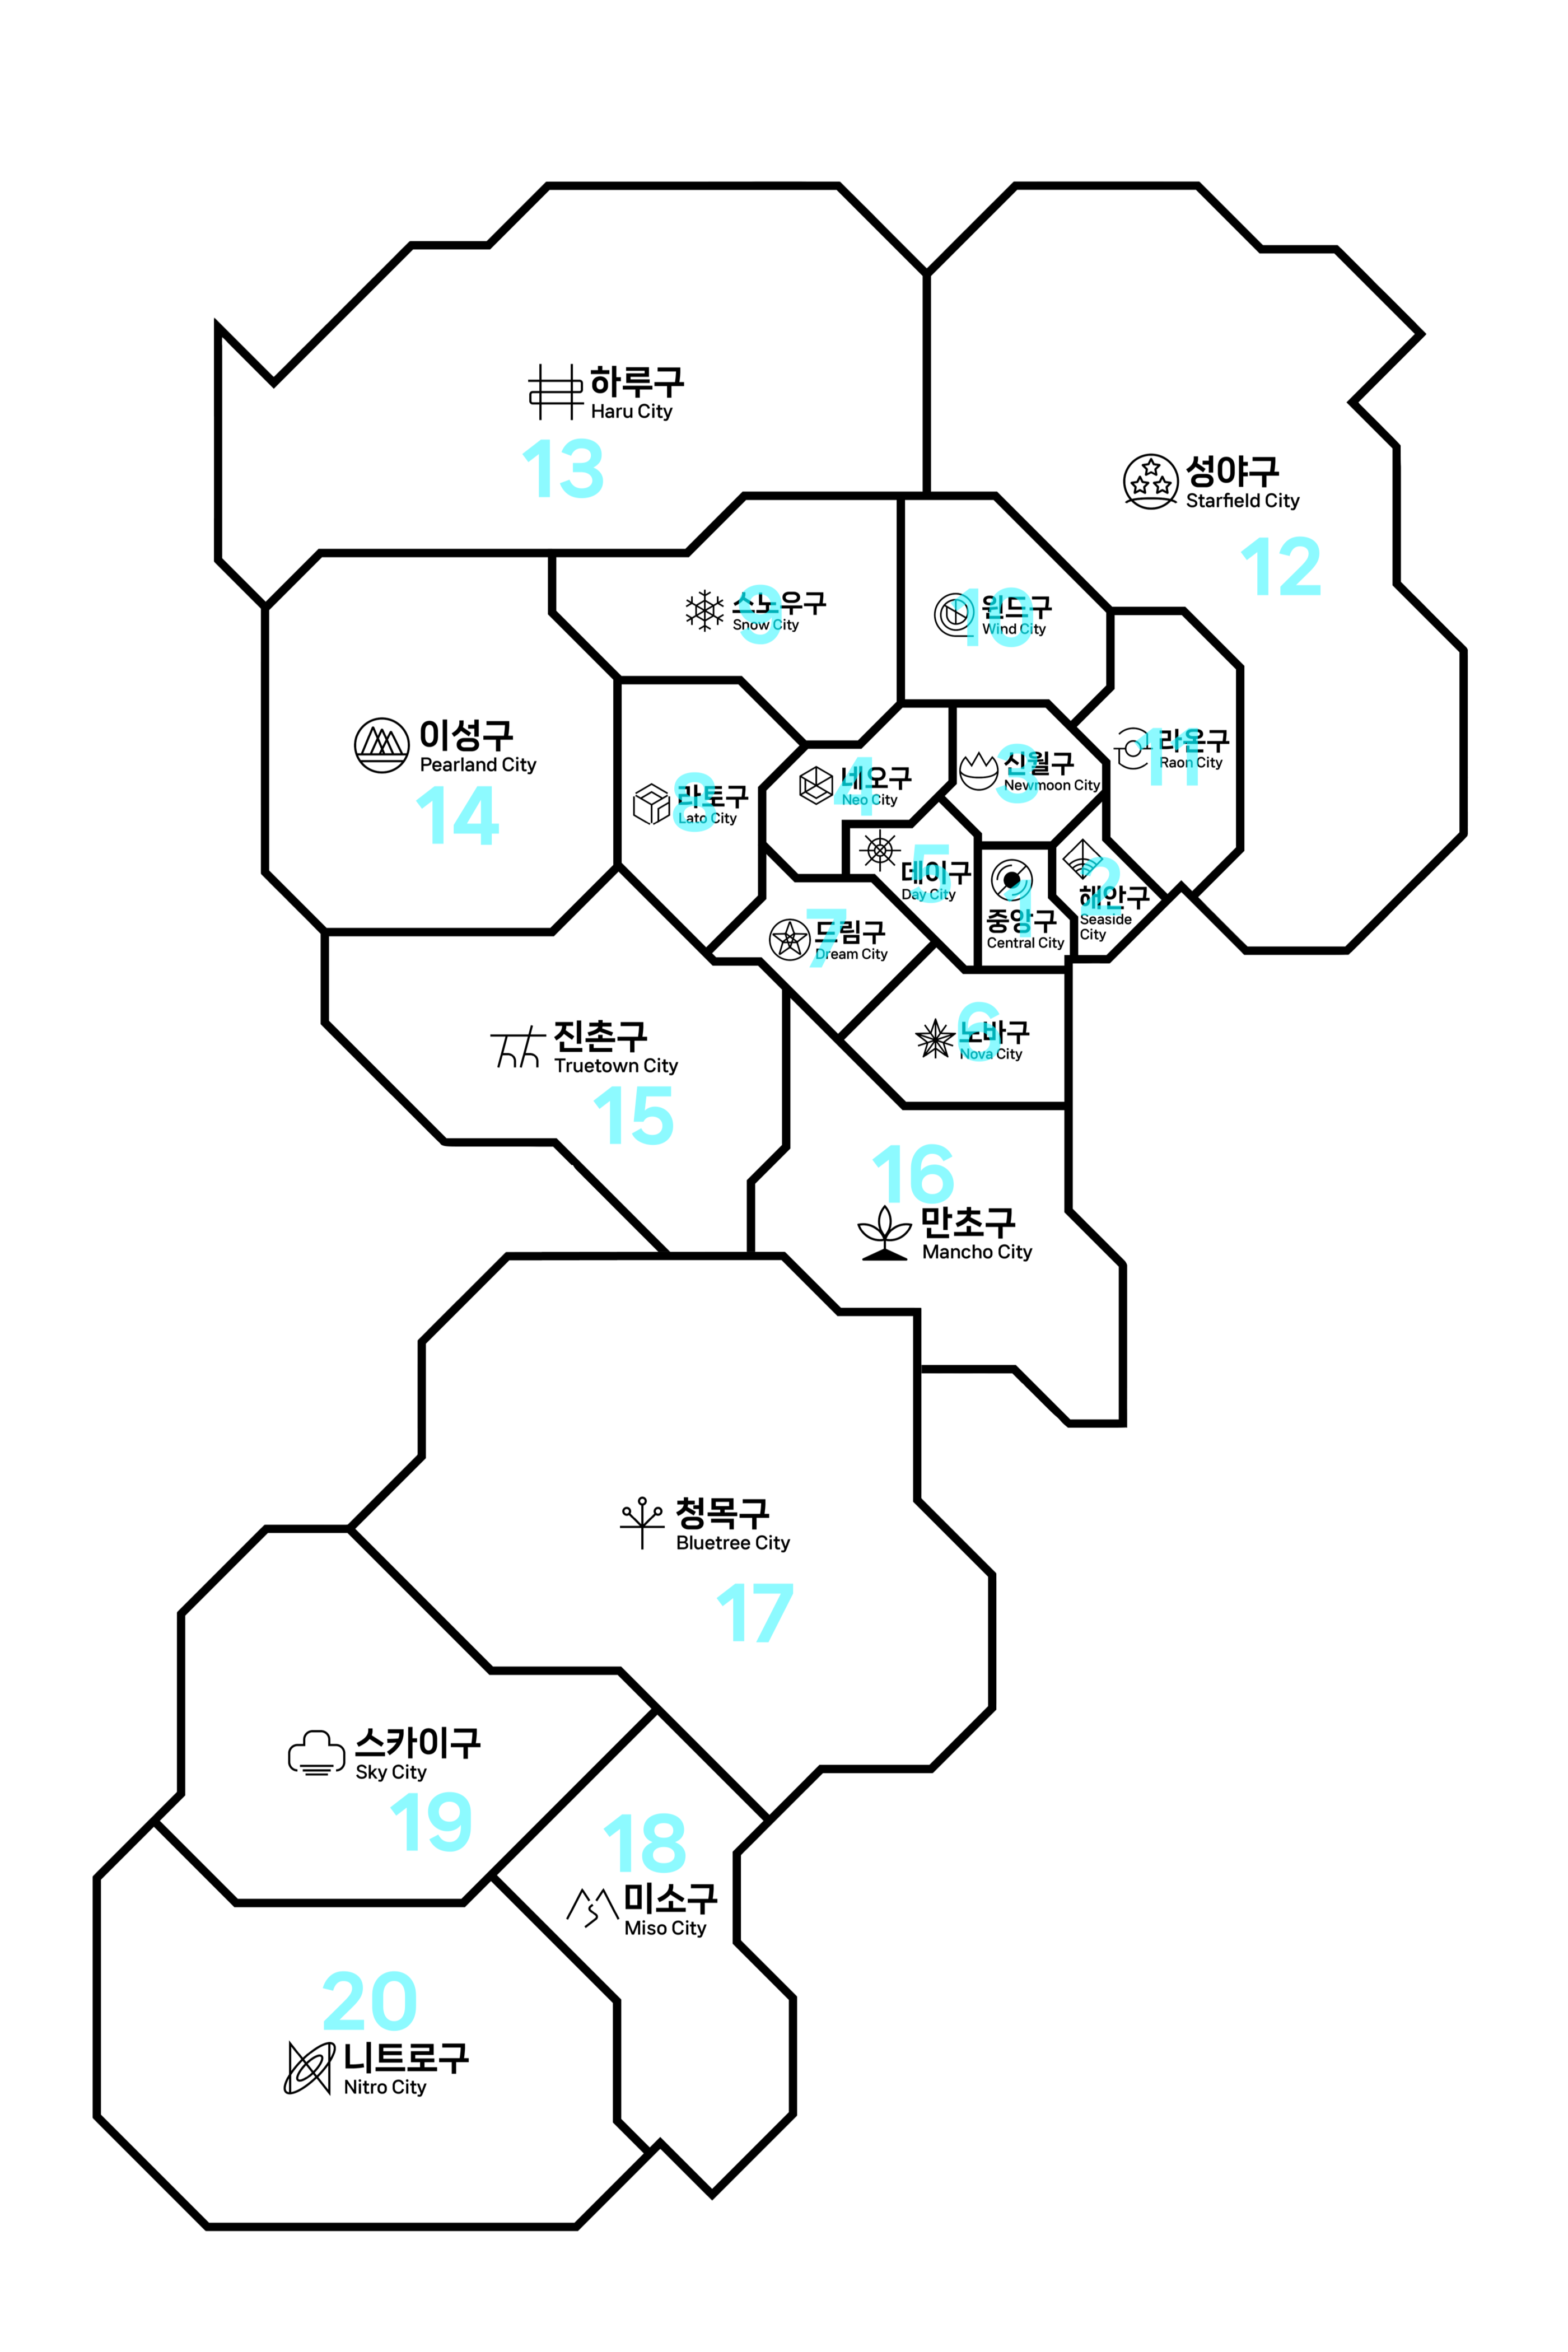 하루구
Haru City
13
성야구
Starfield City
12
스노우구
Snow City
9
윈드구
Wind City
10
이성구
Pearland City
14
라토구
Lato City
8
네오구
Neo City
4
신월구
Newmoon City
3
라온구
Raon City
11
데이구
Day City
5
중앙구
Central City
1
해안구
Seaside
City
2
드림구
Dream City
7
노바구
Nova City
6
진촌구
Truetown City
15
16
만초구
Mancho City
청목구
Bluetree City
17
스카이구
Sky City
19
18
미소구
Miso City
20
니트로구
Nitro City